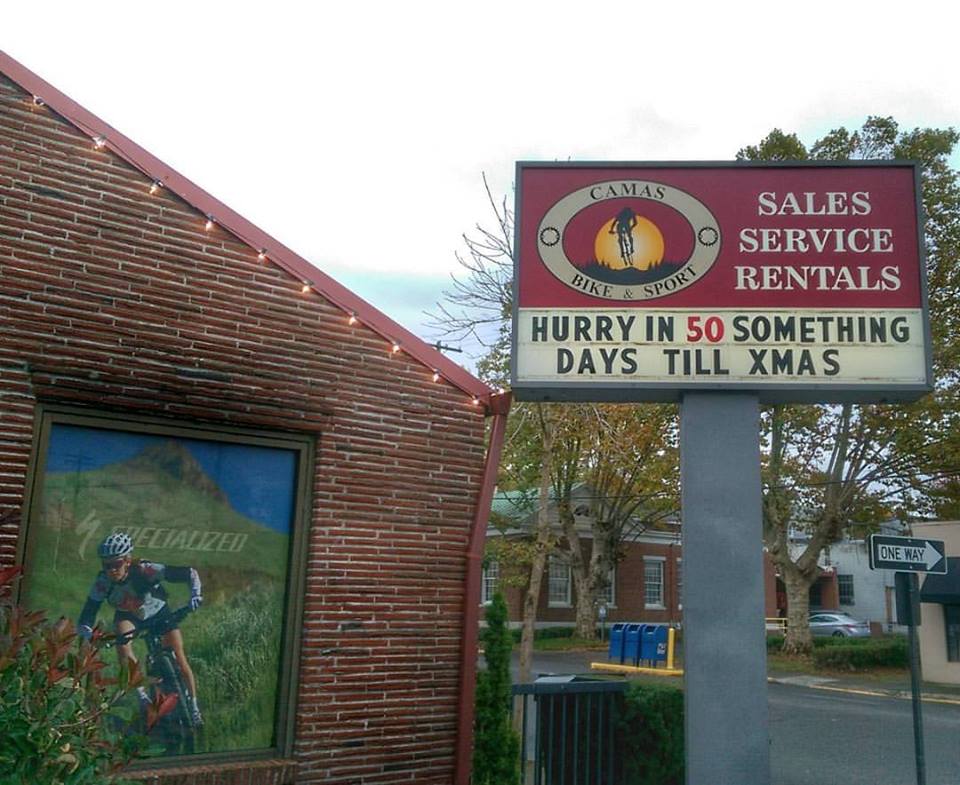 CAMAS
BIKE & SPORT
SALES
SERVICE
RENTALS
HURRY IN 50 SOMETHING
DAYS TILL XMAS
SPECIALIZED
ONE WAY